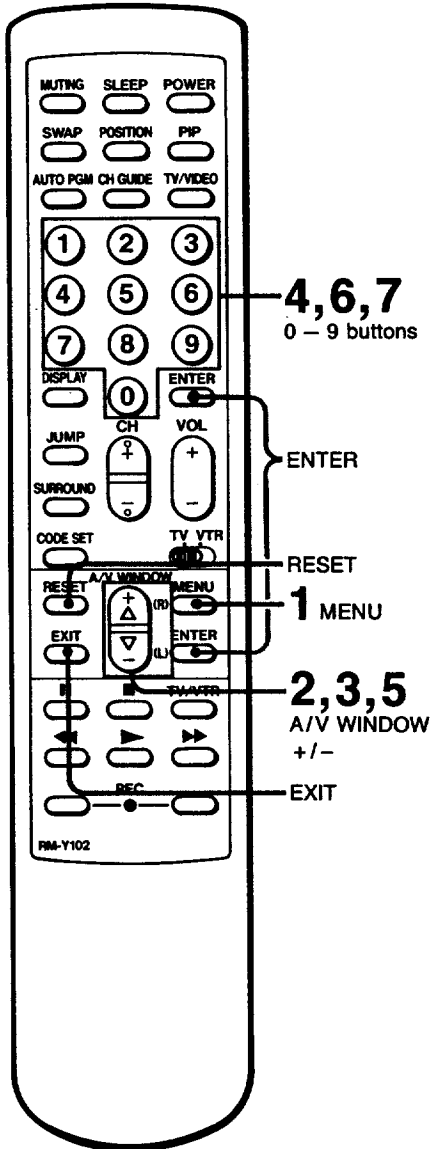 MUTING SLEEP POWER
SWAP POSITION PIP
AUTO PGM CH GUIDE TV/VIDEO
1 2 3
4 5 6
7 8 9
4,6,7
0 – 9 buttons
DISPLAY 0 ENTER
CH VOL
JUMP + +
ENTER
SURROUND – –
CODE SET TV VTR
RESET
A/V WINDOW
RESET + (R) MENU
1 MENU
EXIT – (L) ENTER
2,3,5
A/V WINDOW
+/–
TV/VTR
REC
EXIT
RM-Y102